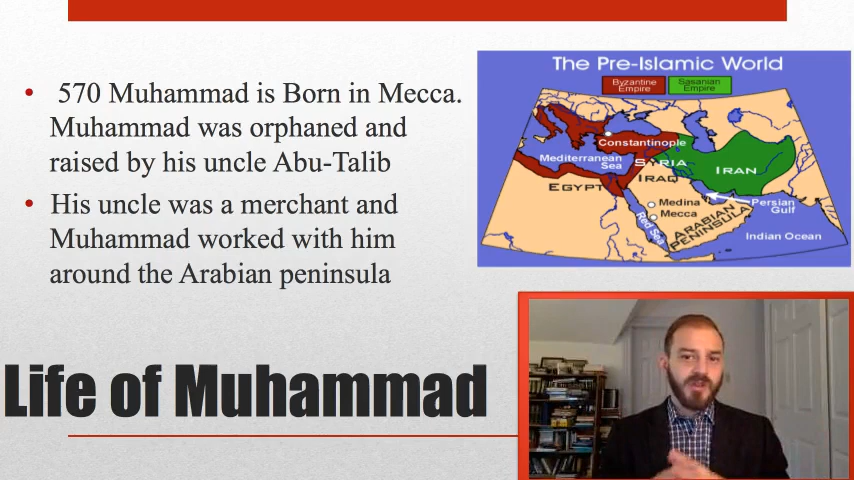 • 570 Muhammad is Born in Mecca.
Muhammad was orphaned and
raised by his uncle Abu-Talib
• His uncle was a merchant and
Muhammad worked with him
around the Arabian peninsula
Life of Muhammad
The Pre-Islamic World
Byzantine
Empire
Sasanian
Empire
Constantinople
Mediterranean
Sea
SYRIA
IRAN
IRAQ
EGYPT
Medina
Mecca
Persian
Gulf
Red Sea
ARABIAN
PENINSULA
Indian Ocean